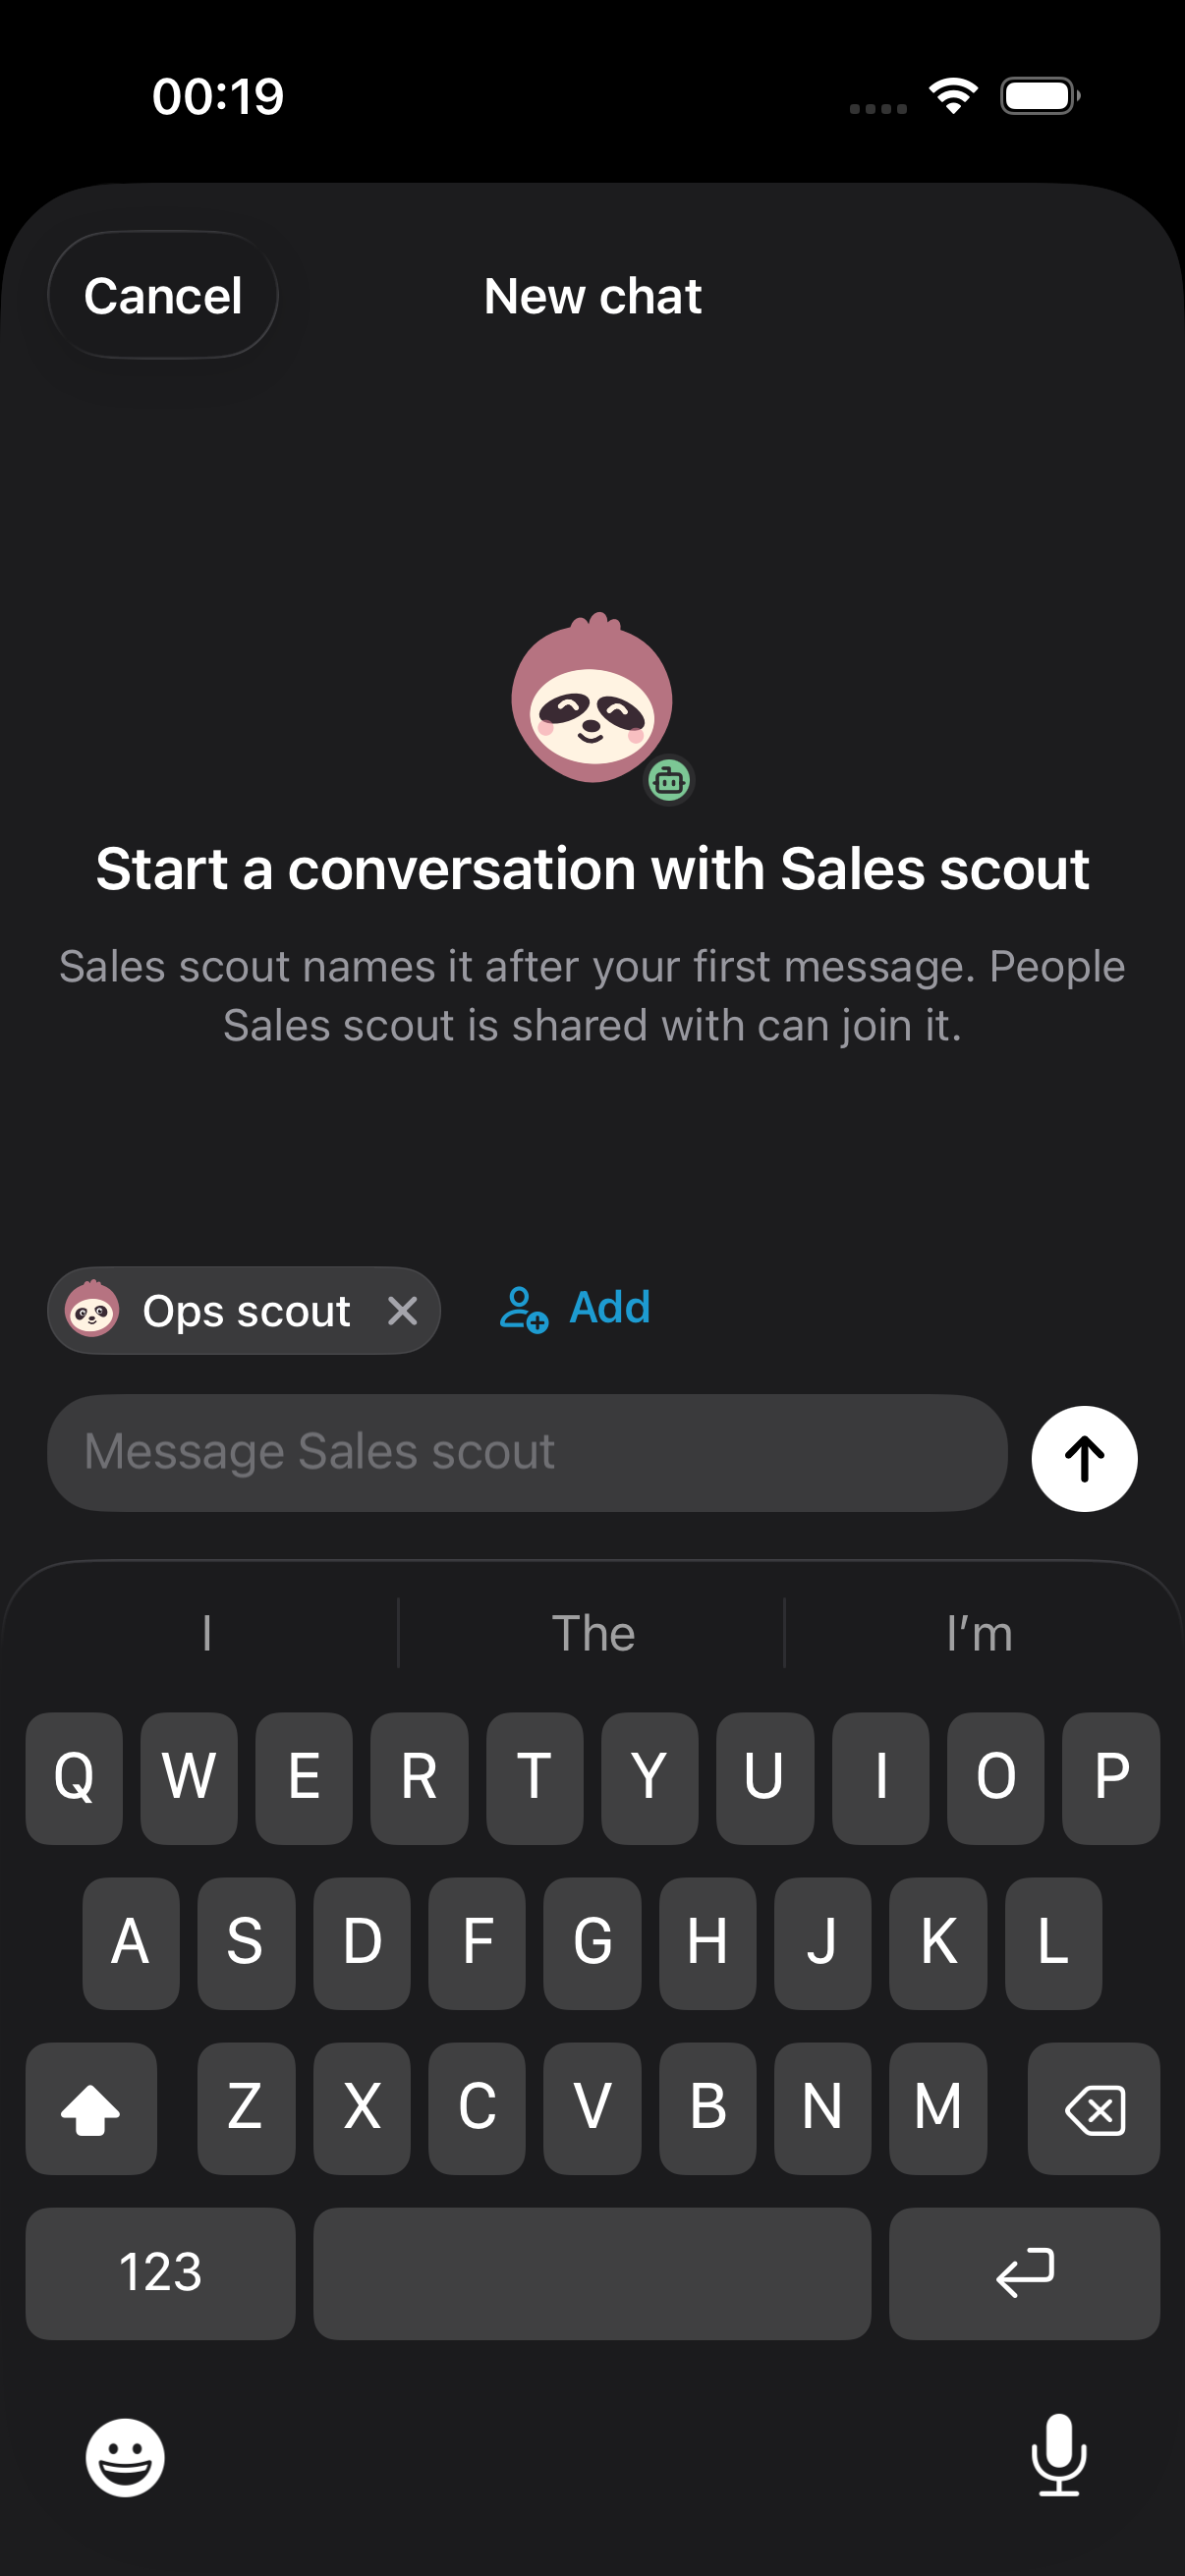 00:19
Cancel
New chat
Start a conversation with Sales scout
Sales scout names it after your first message. People
Sales scout is shared with can join it.
Ops scout
Add
Message Sales scout
I
The
I’m
Q W E R T Y U I O P
A S D F G H J K L
Z X C V B N M
123